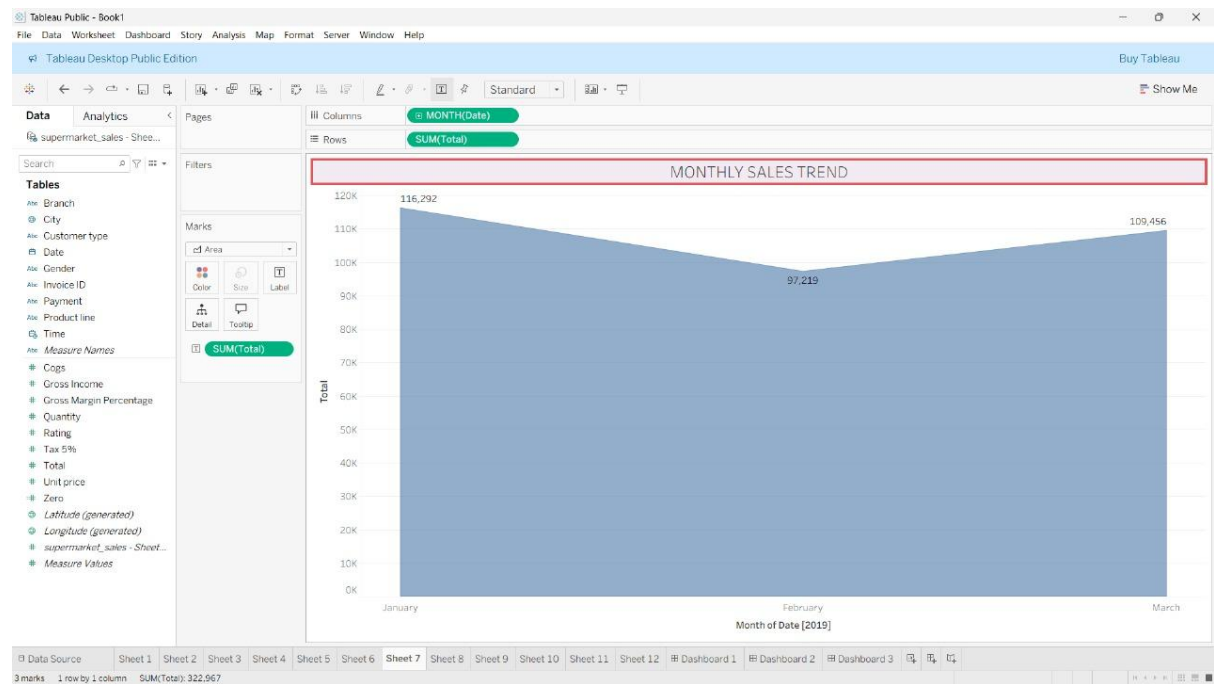 Tableau Public - Book1
File Data Worksheet Dashboard Story Analysis Map Format Server Window Help
Tableau Desktop Public Edition
Buy Tableau
Standard
Show Me
Data Analytics
supermarket_sales - Shee...
Search
Tables
Abc Branch
City
Abc Customer type
Date
Abc Gender
Abc Invoice ID
Abc Payment
Abc Product line
Time
Abc Measure Names
# Cogs
# Gross Income
# Gross Margin Percentage
# Quantity
# Rating
# Tax 5%
# Total
# Unit price
=# Zero
Latitude (generated)
Longitude (generated)
# supermarket_sales - Sheet...
# Measure Values
Pages
Filters
Marks
Area
Color Size Label
Detail Tooltip
SUM(Total)
Columns MONTH(Date)
Rows SUM(Total)
MONTHLY SALES TREND
120K
110K
100K
90K
80K
70K
60K
50K
40K
30K
20K
10K
0K
Total
116,292
97,219
109,456
January February March
Month of Date [2019]
Data Source Sheet 1 Sheet 2 Sheet 3 Sheet 4 Sheet 5 Sheet 6 Sheet 7 Sheet 8 Sheet 9 Sheet 10 Sheet 11 Sheet 12 Dashboard 1 Dashboard 2 Dashboard 3
3 marks 1 row by 1 column SUM(Total): 322,967